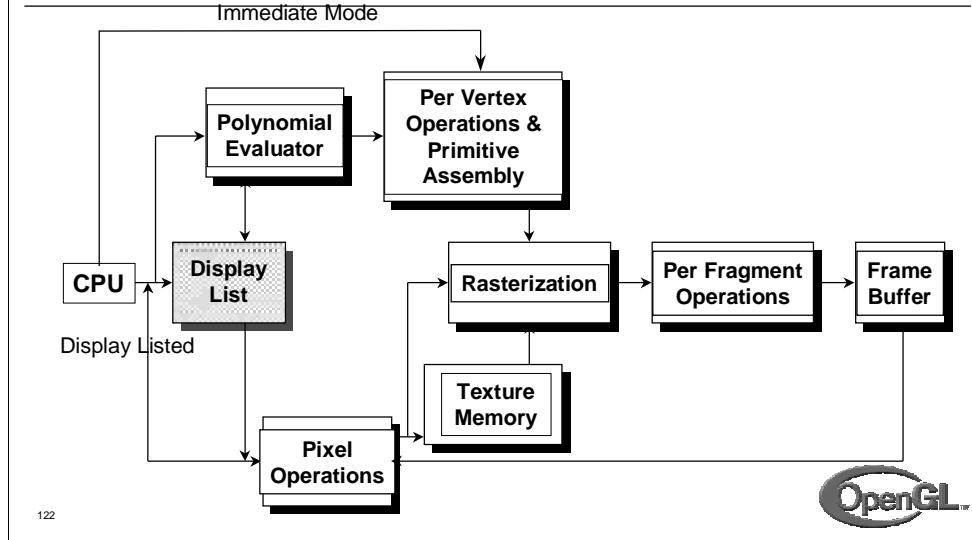 Immediate Mode
Polynomial
Evaluator
Per Vertex
Operations &
Primitive
Assembly
CPU
Display
List
Rasterization
Per Fragment
Operations
Frame
Buffer
Display Listed
Texture
Memory
Pixel
Operations
122
OpenGL